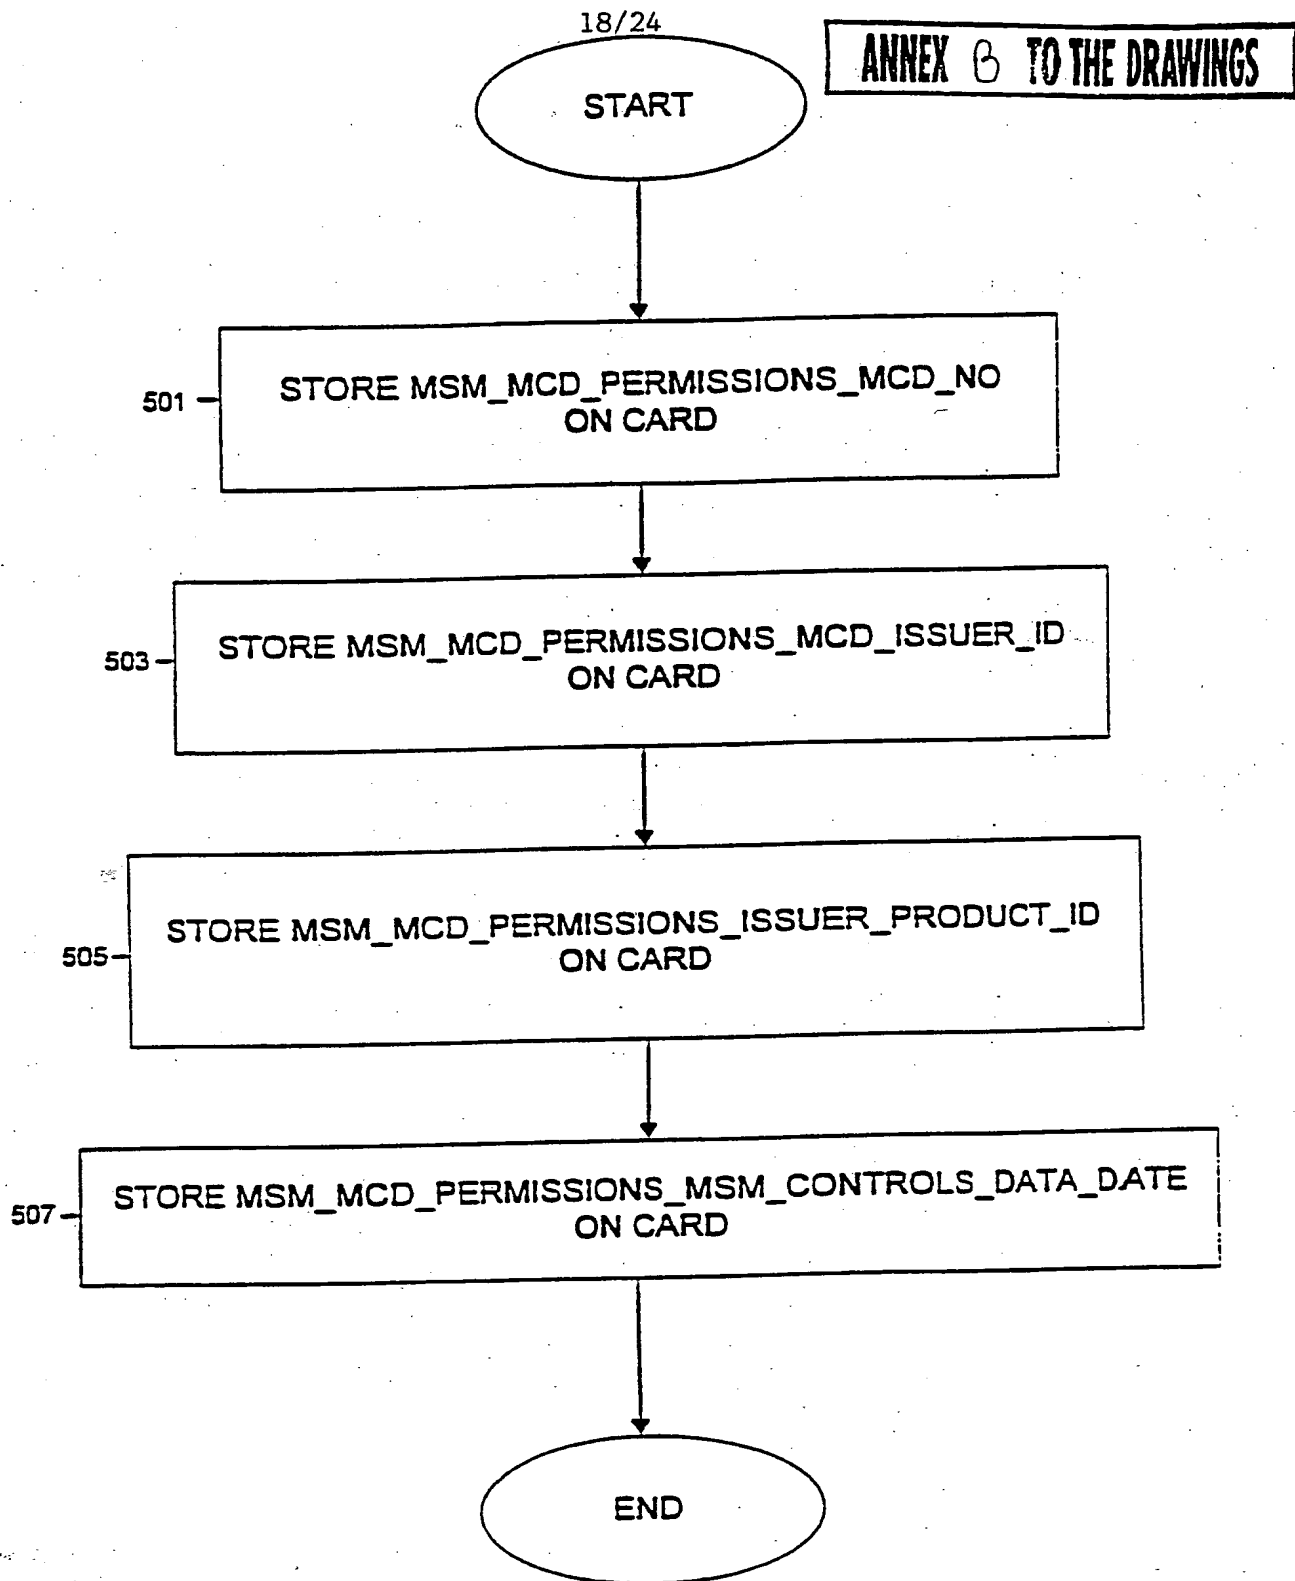 18/24
ANNEX B TO THE DRAWINGS
START
501
STORE MSM_MCD_PERMISSIONS_MCD_NO
ON CARD
503
STORE MSM_MCD_PERMISSIONS_MCD_ISSUER_ID
ON CARD
505
STORE MSM_MCD_PERMISSIONS_ISSUER_PRODUCT_ID
ON CARD
507
STORE MSM_MCD_PERMISSIONS_MSM_CONTROLS_DATA_DATE
ON CARD
END